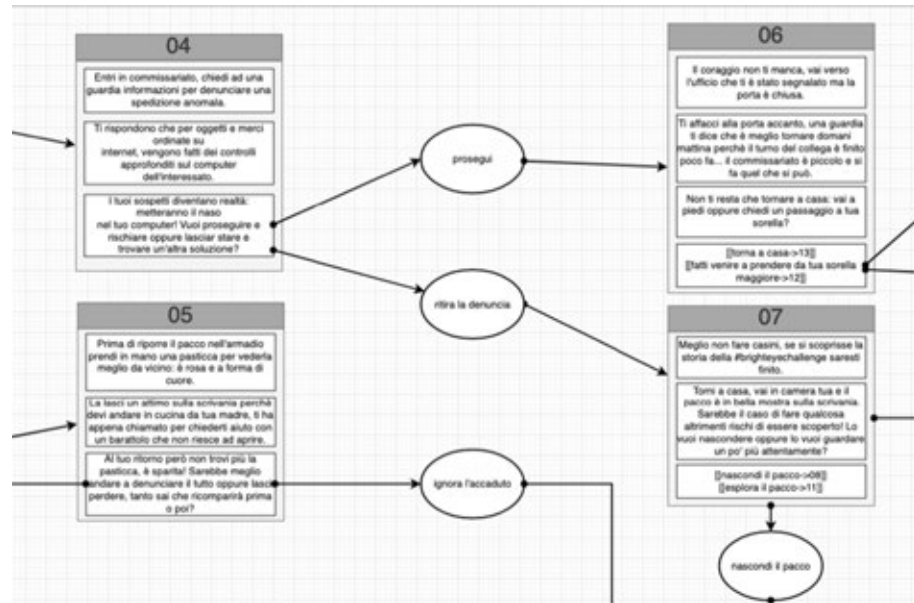 04
Entri in commissariato, chiedi ad una
guardia informazioni per denunciare una
spedizione anomala.
Ti rispondono che per oggetti e merci
ordinate su
internet, vengono fatti dei controlli
approfonditi sul computer
dell'interessato.
I tuoi sospetti diventano realtà:
metteranno il naso
nel tuo computer! Vuoi proseguire e
rischiare oppure lasciar stare e
trovare un'altra soluzione?
prosegui
ritira la denuncia
06
Il coraggio non ti manca, vai verso
l'ufficio che ti è stato segnalato ma la
porta è chiusa.
Ti affacci alla porta accanto, una guardia
ti dice che è meglio tornare domani
mattina perchè il turno del collega è finito
poco fa... il commissariato è piccolo e si
fa quel che si può.
Non ti resta che tornare a casa: vai a
piedi oppure chiedi un passaggio a tua
sorella?
[[torna a casa->13]]
[[fatti venire a prendere da tua sorella
maggiore->12]]
05
Prima di riporre il pacco nell'armadio
prendi in mano una pasticca per vederla
meglio da vicino: è rosa e a forma di
cuore.
La lasci un attimo sulla scrivania perchè
devi andare in cucina da tua madre, ti ha
appena chiamato per chiederti aiuto con
un barattolo che non riesce ad aprire.
Al tuo ritorno però non trovi più la
pasticca, è sparita! Sarebbe meglio
andare a denunciare il tutto oppure lasci
perdere, tanto sai che ricomparirà prima
o poi?
ignora l'accaduto
07
Meglio non fare casini, se si scoprisse la
storia della #brighteyechallenge saresti
finito.
Torni a casa, vai in camera tua e il
pacco è in bella mostra sulla scrivania.
Sarebbe il caso di fare qualcosa
altrimenti rischi di essere scoperto! Lo
vuoi nascondere oppure lo vuoi guardare
un po' più attentamente?
[[nascondi il pacco->08]]
[[esplora il pacco->11]]
nascondi il pacco